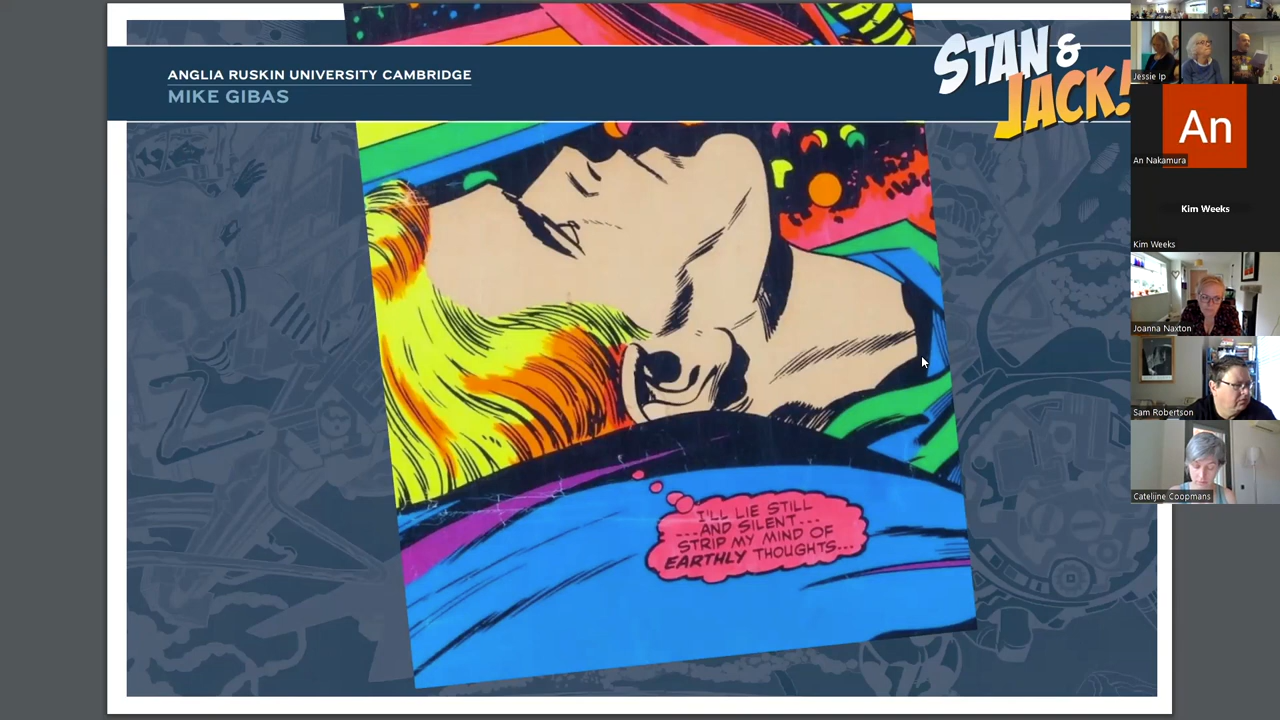 ANGLIA RUSKIN UNIVERSITY CAMBRIDGE
MIKE GIBAS
STAN &
JACK!
I'LL LIE STILL
AND SILENT...
...STRIP MY MIND OF
EARTHLY THOUGHTS...
Jessie Ip
An
An Nakamura
Kim Weeks
Kim Weeks
Joanna Naxton
Sam Robertson
Catelijne Coopmans